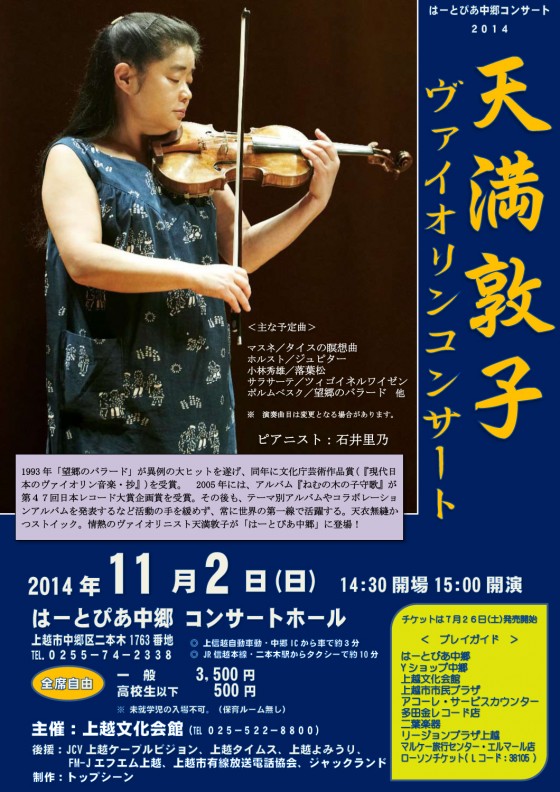 はーとぴあ中郷コンサート
2014
天満敦子
ヴァイオリンコンサート
＜主な予定曲＞
マスネ／タイスの瞑想曲
ホルスト／ジュピター
小林秀雄／落葉松
サラサーテ／ツィゴイネルワイゼン
ポルムベスク／望郷のバラード　他
※　演奏曲目は変更となる場合があります。
ピアニスト：石井里乃
1993年「望郷のバラード」が異例の大ヒットを遂げ、同年に文化庁芸術作品賞(『現代日
本のヴァイオリン音楽・抄』)を受賞。　2005年には、アルバム『ねむの木の子守歌』が
第４７回日本レコード大賞企画賞を受賞。その後も、テーマ別アルバムやコラボレーショ
ンアルバムを発表するなど活動の手を緩めず、常に世界の第一線で活躍する。天衣無縫か
つストイック。情熱のヴァイオリニスト天満敦子が「はーとぴあ中郷」に登場！
2014年11月2日(日)　14:30開場15:00開演
はーとぴあ中郷 コンサートホール
上越市中郷区二本木1763番地
TEL.０２５５－７４－２３３８
◎ 上信越自動車動・中郷ICから車で約３分
◎ JR信越本線・二本木駅からタクシーで約10分
全席自由
一　般　3,500円
高校生以下　500円
※ 未就学児の入場不可。（保育ルーム無し）
主催：上越文化会館（TEL 025－522－8800）
後援：JCV上越ケーブルビジョン、上越タイムス、上越よみうり、
FM-Jエフエム上越、上越市有線放送電話協会、ジャックランド
制作：トップシーン
チケットは７月２６日(土)発売開始
＜　プレイガイド　＞
はーとぴあ中郷
Ｙショップ中郷
上越文化会館
上越市市民プラザ
アコーレ・サービスカウンター
多田金レコード店
二葉楽器
リージョンプラザ上越
マルケー旅行センター・エルマール店
ローソンチケット(Ｌコード：38105 )